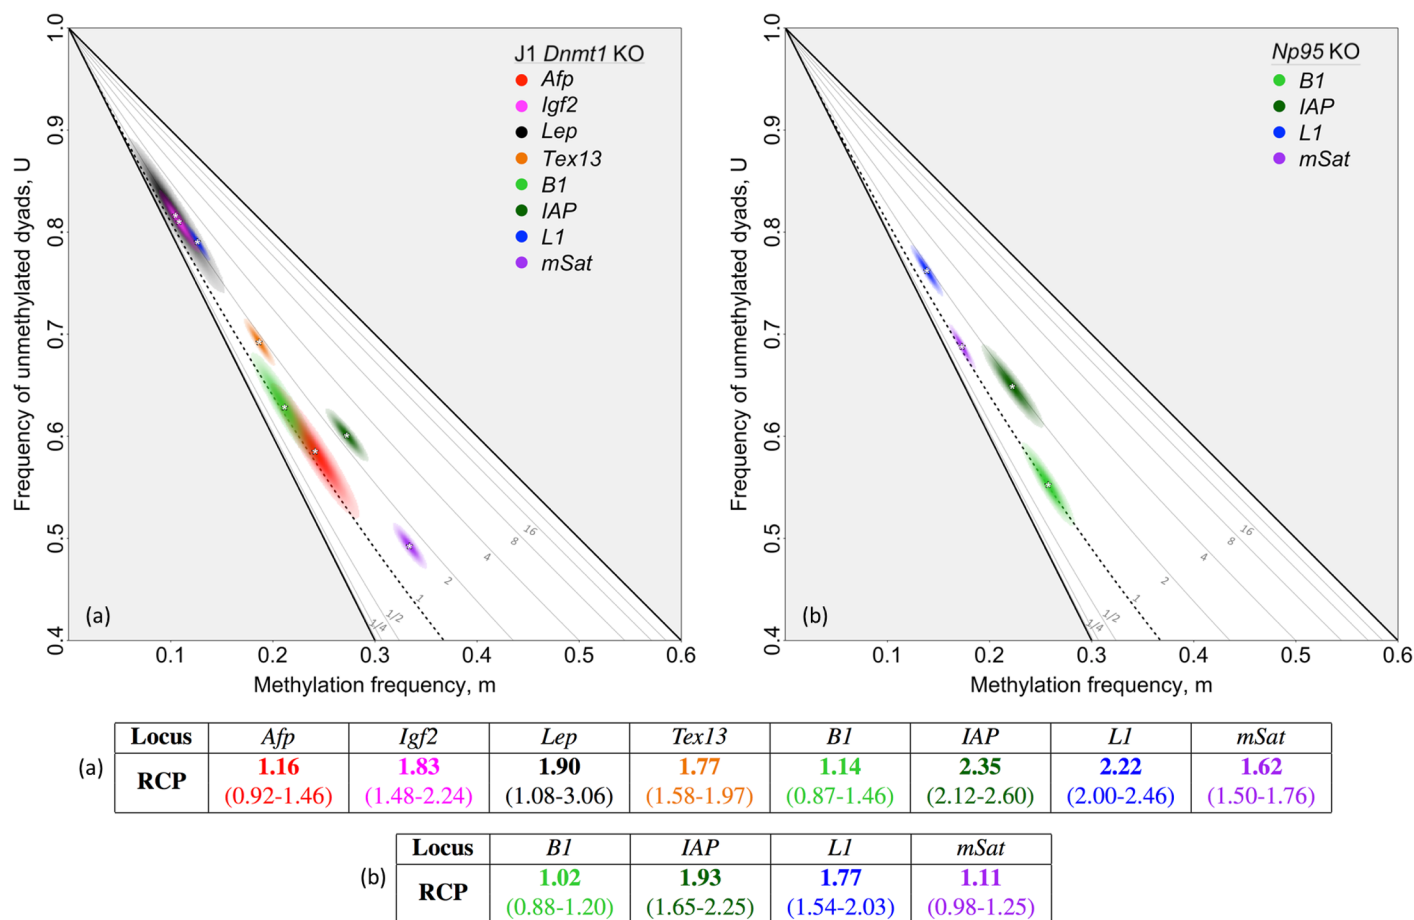 J1 Dnmt1 KO
Afp
Igf2
Lep
Tex13
B1
IAP
L1
mSat
Frequency of unmethylated dyads, U
1.0
0.9
0.8
0.7
0.6
0.5
0.4
16
8
4
2
1
1/2
1/4
(a)
0.1
0.2
0.3
0.4
0.5
0.6
Methylation frequency, m
Np95 KO
B1
IAP
L1
mSat
Frequency of unmethylated dyads, U
1.0
0.9
0.8
0.7
0.6
0.5
0.4
16
8
4
2
1
1/2
1/4
(b)
0.1
0.2
0.3
0.4
0.5
0.6
Methylation frequency, m
(a)
Locus Afp Igf2 Lep Tex13 B1 IAP L1 mSat
RCP 1.16 1.83 1.90 1.77 1.14 2.35 2.22 1.62
(0.92-1.46) (1.48-2.24) (1.08-3.06) (1.58-1.97) (0.87-1.46) (2.12-2.60) (2.00-2.46) (1.50-1.76)
(b)
Locus B1 IAP L1 mSat
RCP 1.02 1.93 1.77 1.11
(0.88-1.20) (1.65-2.25) (1.54-2.03) (0.98-1.25)